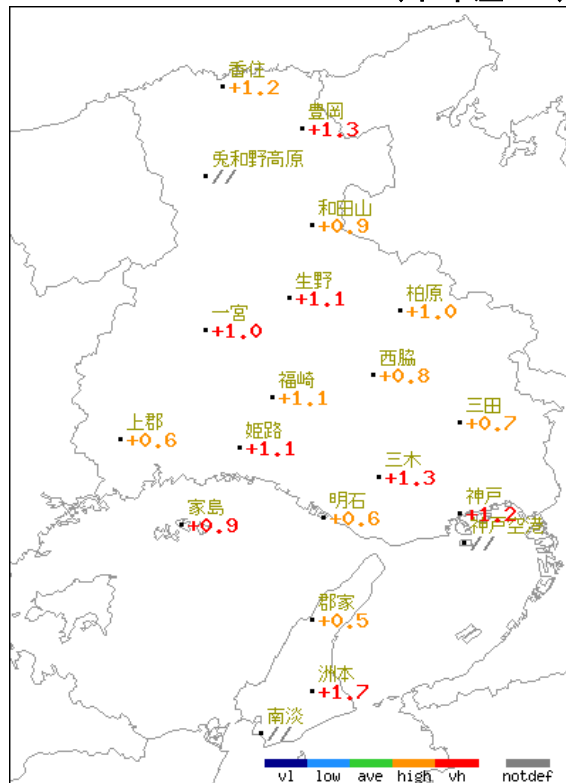 香住
+1.2
豊岡
+1.3
兎和野高原
//
和田山
+0.9
生野
+1.1
柏原
+1.0
一宮
+1.0
西脇
+0.8
福崎
+1.1
三田
+0.7
上郡
+0.6
姫路
+1.1
三木
+1.3
家島
+0.9
明石
+0.6
神戸
+1.2
神戸空港
//
郡家
+0.5
洲本
+1.7
南淡
//
vl low ave high vh notdef